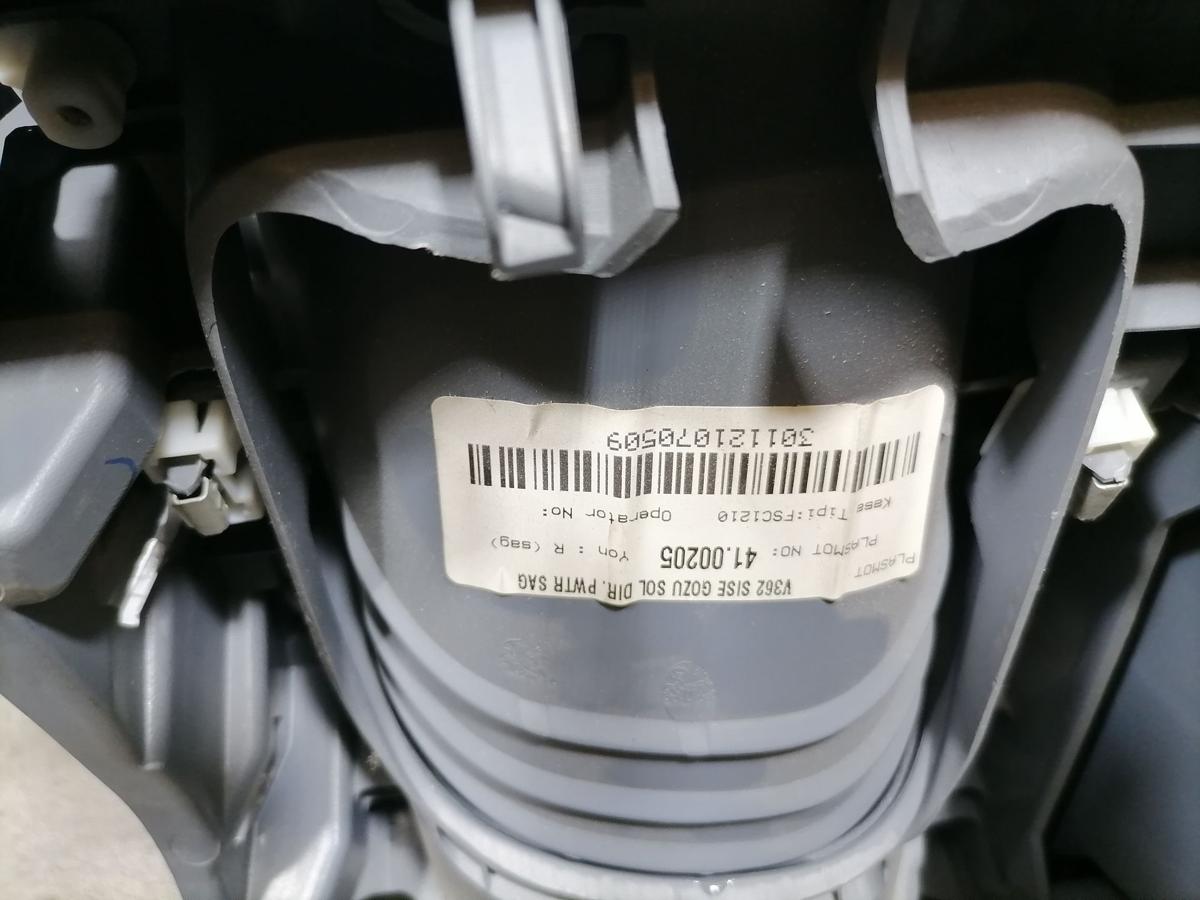 V362 SISE GOZU SOL DIR. PWTR SAG
PLASMOT
PLASMOT NO: 41.00205 Yon : R (sag)
Kasa Tipi:FSC1210 Operator No:
301121070509